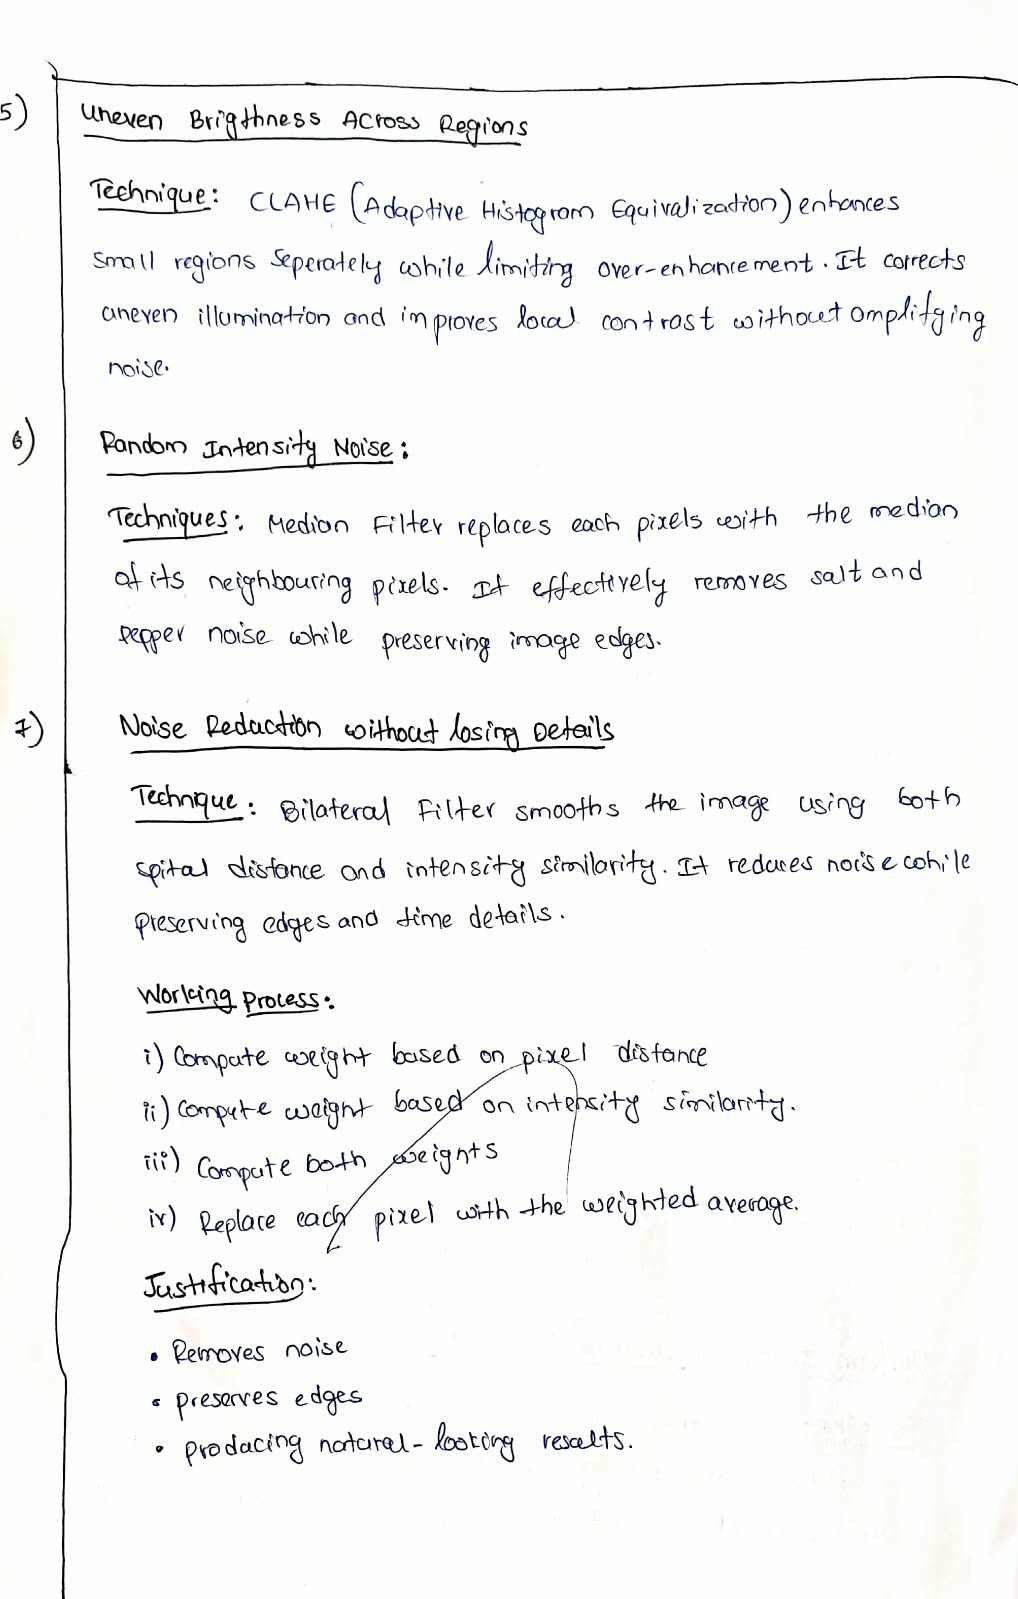 5)
Uneven Brigthness Across Regions
Technique: CLAHE (Adaptive Histogram Equivalization) enhances
small regions seperately while limiting over-enhancement. It corrects
uneven illumination and improves local contrast without amplifying
noise.
6)
Random Intensity Noise:
Techniques: Median Filter replaces each pixels with the median
of its neighbouring pixels. It effectively removes salt and
pepper noise while preserving image edges.
7)
Noise Reduction without losing Details
Technique: Bilateral Filter smooths the image using both
spital distance and intensity similarity. It reduces noise while
preserving edges and time details.
Working process:
i) Compute weight based on pixel distance
ii) Compute weight based on intensity similarity.
iii) Compute both weights
iv) Replace each pixel with the weighted average.
Justification:
• Removes noise
• preserves edges
• producing natural-looking results.